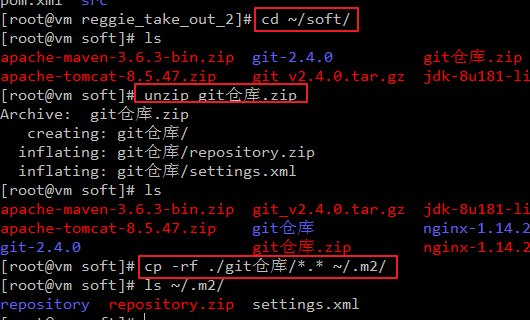 pom.xml  src
[root@vm reggie_take_out_2]# cd ~/soft/
[root@vm soft]# ls
apache-maven-3.6.3-bin.zip  git-2.4.0  git仓库.zip
apache-tomcat-8.5.47.zip  git_v2.4.0.tar.gz  jdk-8u181-li
[root@vm soft]# unzip git仓库.zip
Archive:  git仓库.zip
   creating: git仓库/
  inflating: git仓库/repository.zip
  inflating: git仓库/settings.xml
[root@vm soft]# ls
apache-maven-3.6.3-bin.zip  git_v2.4.0.tar.gz  jdk-8u181-li
apache-tomcat-8.5.47.zip  git仓库  nginx-1.14.2
git-2.4.0  git仓库.zip  nginx-1.14.2
[root@vm soft]# cp -rf ./git仓库/*.* ~/.m2/
[root@vm soft]# ls ~/.m2/
repository  repository.zip  settings.xml